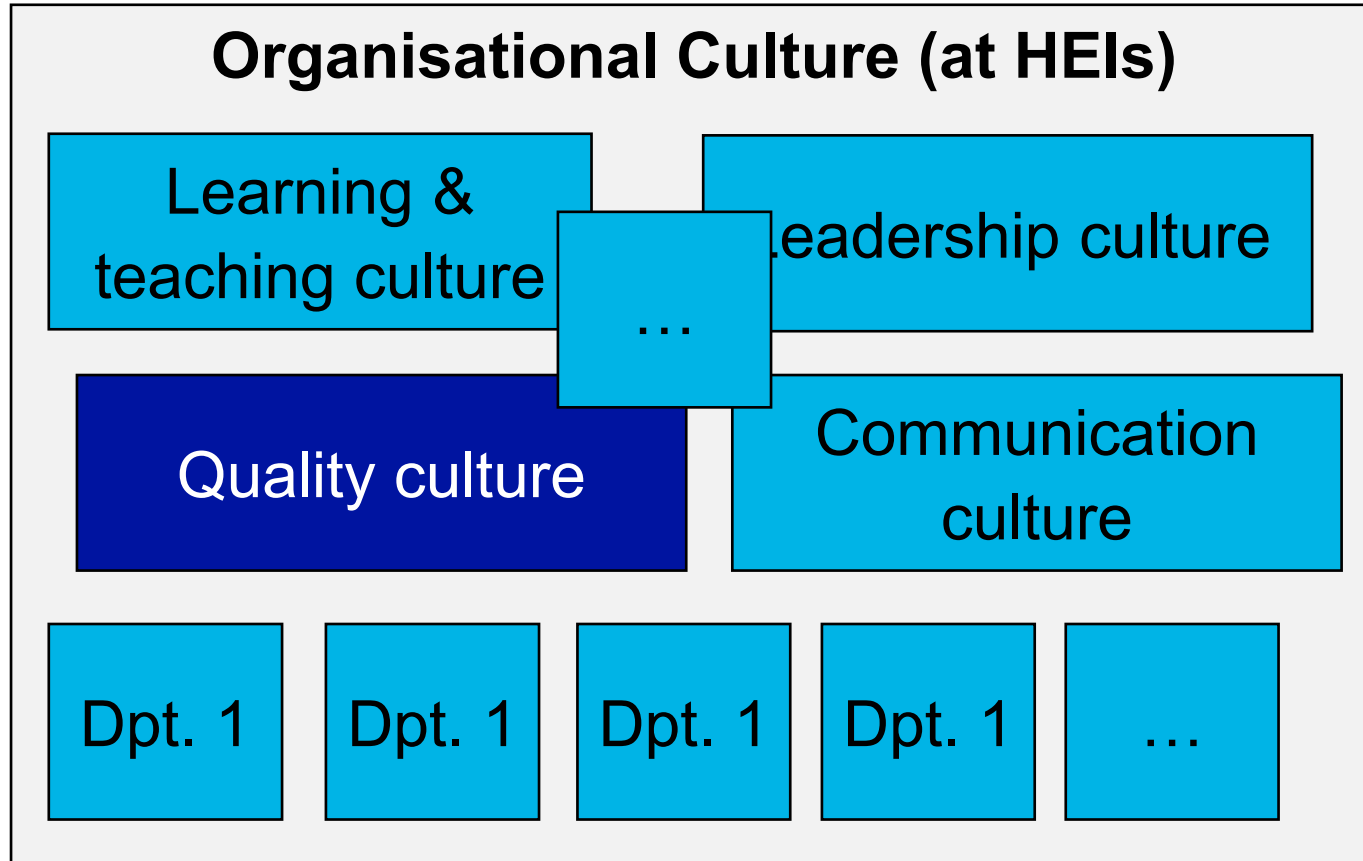 Organisational Culture (at HEIs)
Learning &
teaching culture
Leadership culture
…
Quality culture
Communication
culture
Dpt. 1
Dpt. 1
Dpt. 1
Dpt. 1
…